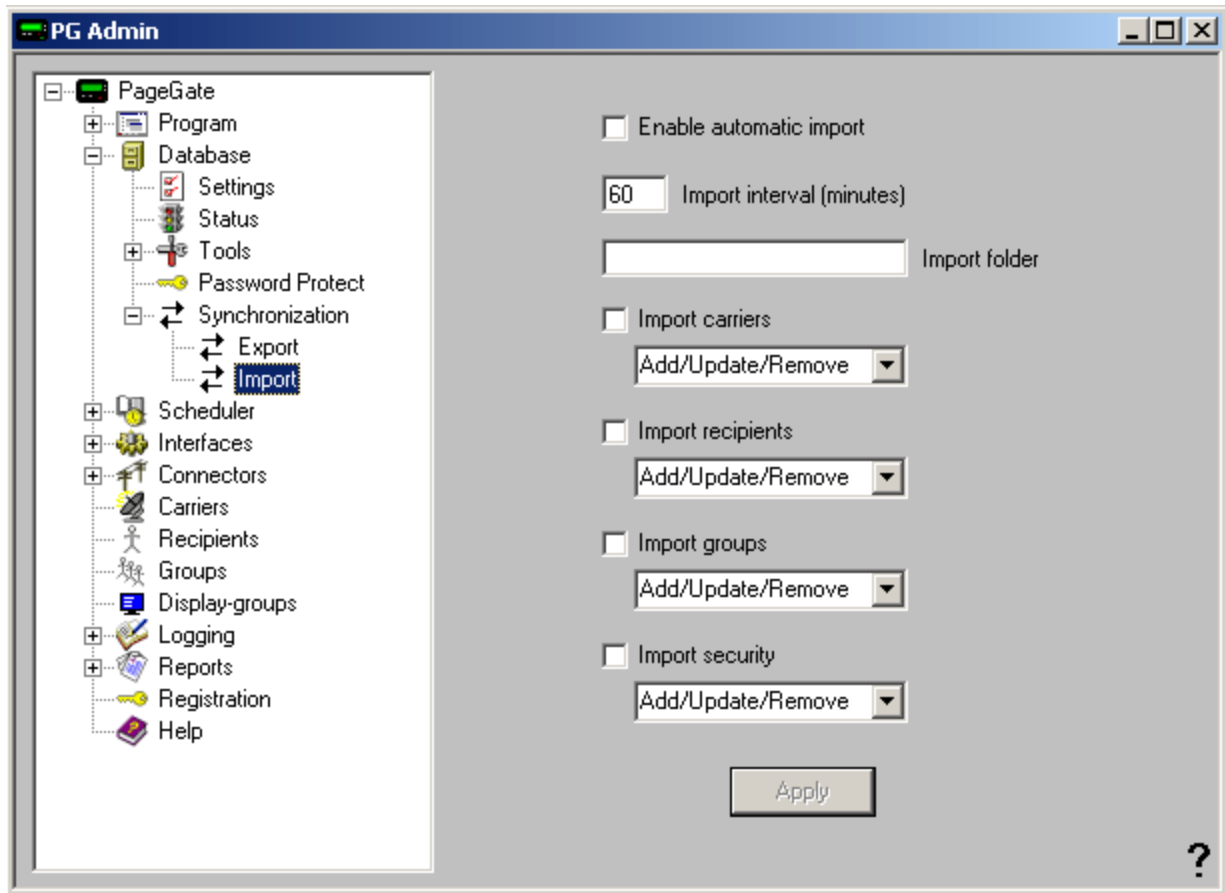 PG Admin
PageGate
Program
Database
Settings
Status
Tools
Password Protect
Synchronization
Export
Import
Scheduler
Interfaces
Connectors
Carriers
Recipients
Groups
Display-groups
Logging
Reports
Registration
Help
Enable automatic import
60 Import interval (minutes)
Import folder
Import carriers
Add/Update/Remove
Import recipients
Add/Update/Remove
Import groups
Add/Update/Remove
Import security
Add/Update/Remove
Apply
?